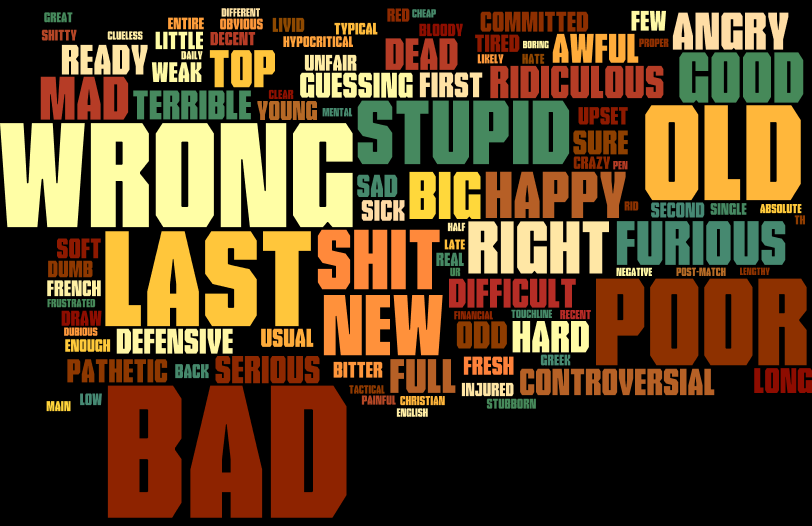 GREAT
ENTIRE DIFFERENT OBVIOUS LIVID TYPICAL RED CHEAP COMMITTED FEW ANGRY
SHITTY CLUELESS LITTLE DECENT HYPOCRITICAL BLOODY TIRED BORING AWFUL PROPER
READY DAILY WEAK TOP UNFAIR DEAD LIKELY HATE GOOD
MAD TERRIBLE CLEAR YOUNG MENTAL GUESSING FIRST RIDICULOUS
WRONG STUPID UPSET SURE CRAZY PEN OLD
SAD SICK BIG HAPPY RID SECOND SINGLE ABSOLUTE TH
SOFT LAST SHIT HALF LATE REAL UR RIGHT FURIOUS
DUMB FRENCH FRUSTRATED NEGATIVE POST-MATCH LENGTHY
DRAW DUBIOUS ENOUGH DEFENSIVE USUAL NEW DIFFICULT FINANCIAL TOUCHLINE RECENT ODD HARD POOR
PATHETIC BACK SERIOUS BITTER FULL FRESH GREEK CONTROVERSIAL LONG
MAIN LOW BAD TACTICAL PAINFUL CHRISTIAN ENGLISH INJURED STUBBORN